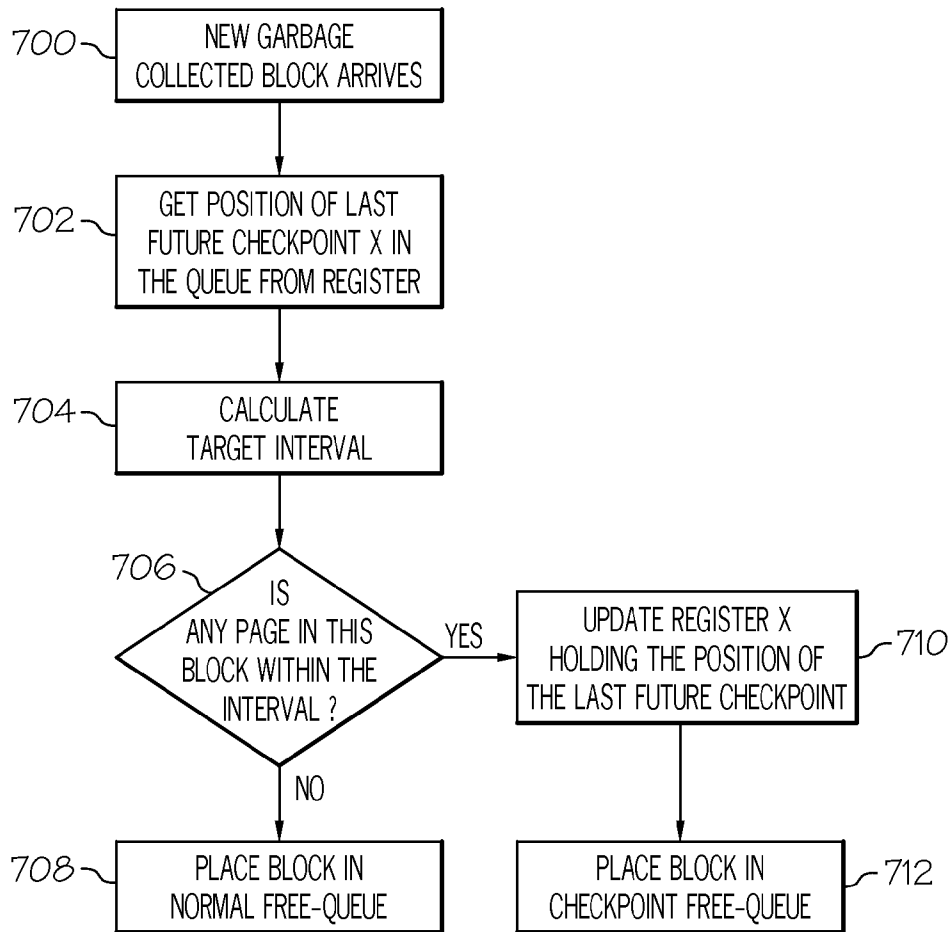 700
NEW GARBAGE
COLLECTED BLOCK ARRIVES
702
GET POSITION OF LAST
FUTURE CHECKPOINT X IN
THE QUEUE FROM REGISTER
704
CALCULATE
TARGET INTERVAL
706
IS
ANY PAGE IN THIS
BLOCK WITHIN THE
INTERVAL ?
YES
UPDATE REGISTER X
HOLDING THE POSITION OF
THE LAST FUTURE CHECKPOINT
710
NO
708
PLACE BLOCK IN
NORMAL FREE-QUEUE
PLACE BLOCK IN
CHECKPOINT FREE-QUEUE
712